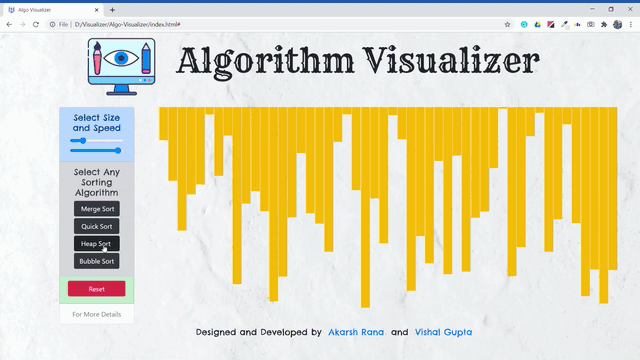 Algo Visualizer
File
D:/Visualizer/Algo-Visualizer/index.html#
Algorithm Visualizer
Select Size
and Speed
Select Any
Sorting
Algorithm
Merge Sort
Quick Sort
Heap Sort
Bubble Sort
Reset
For More Details
Designed and Developed by Akarsh Rana and Vishal Gupta